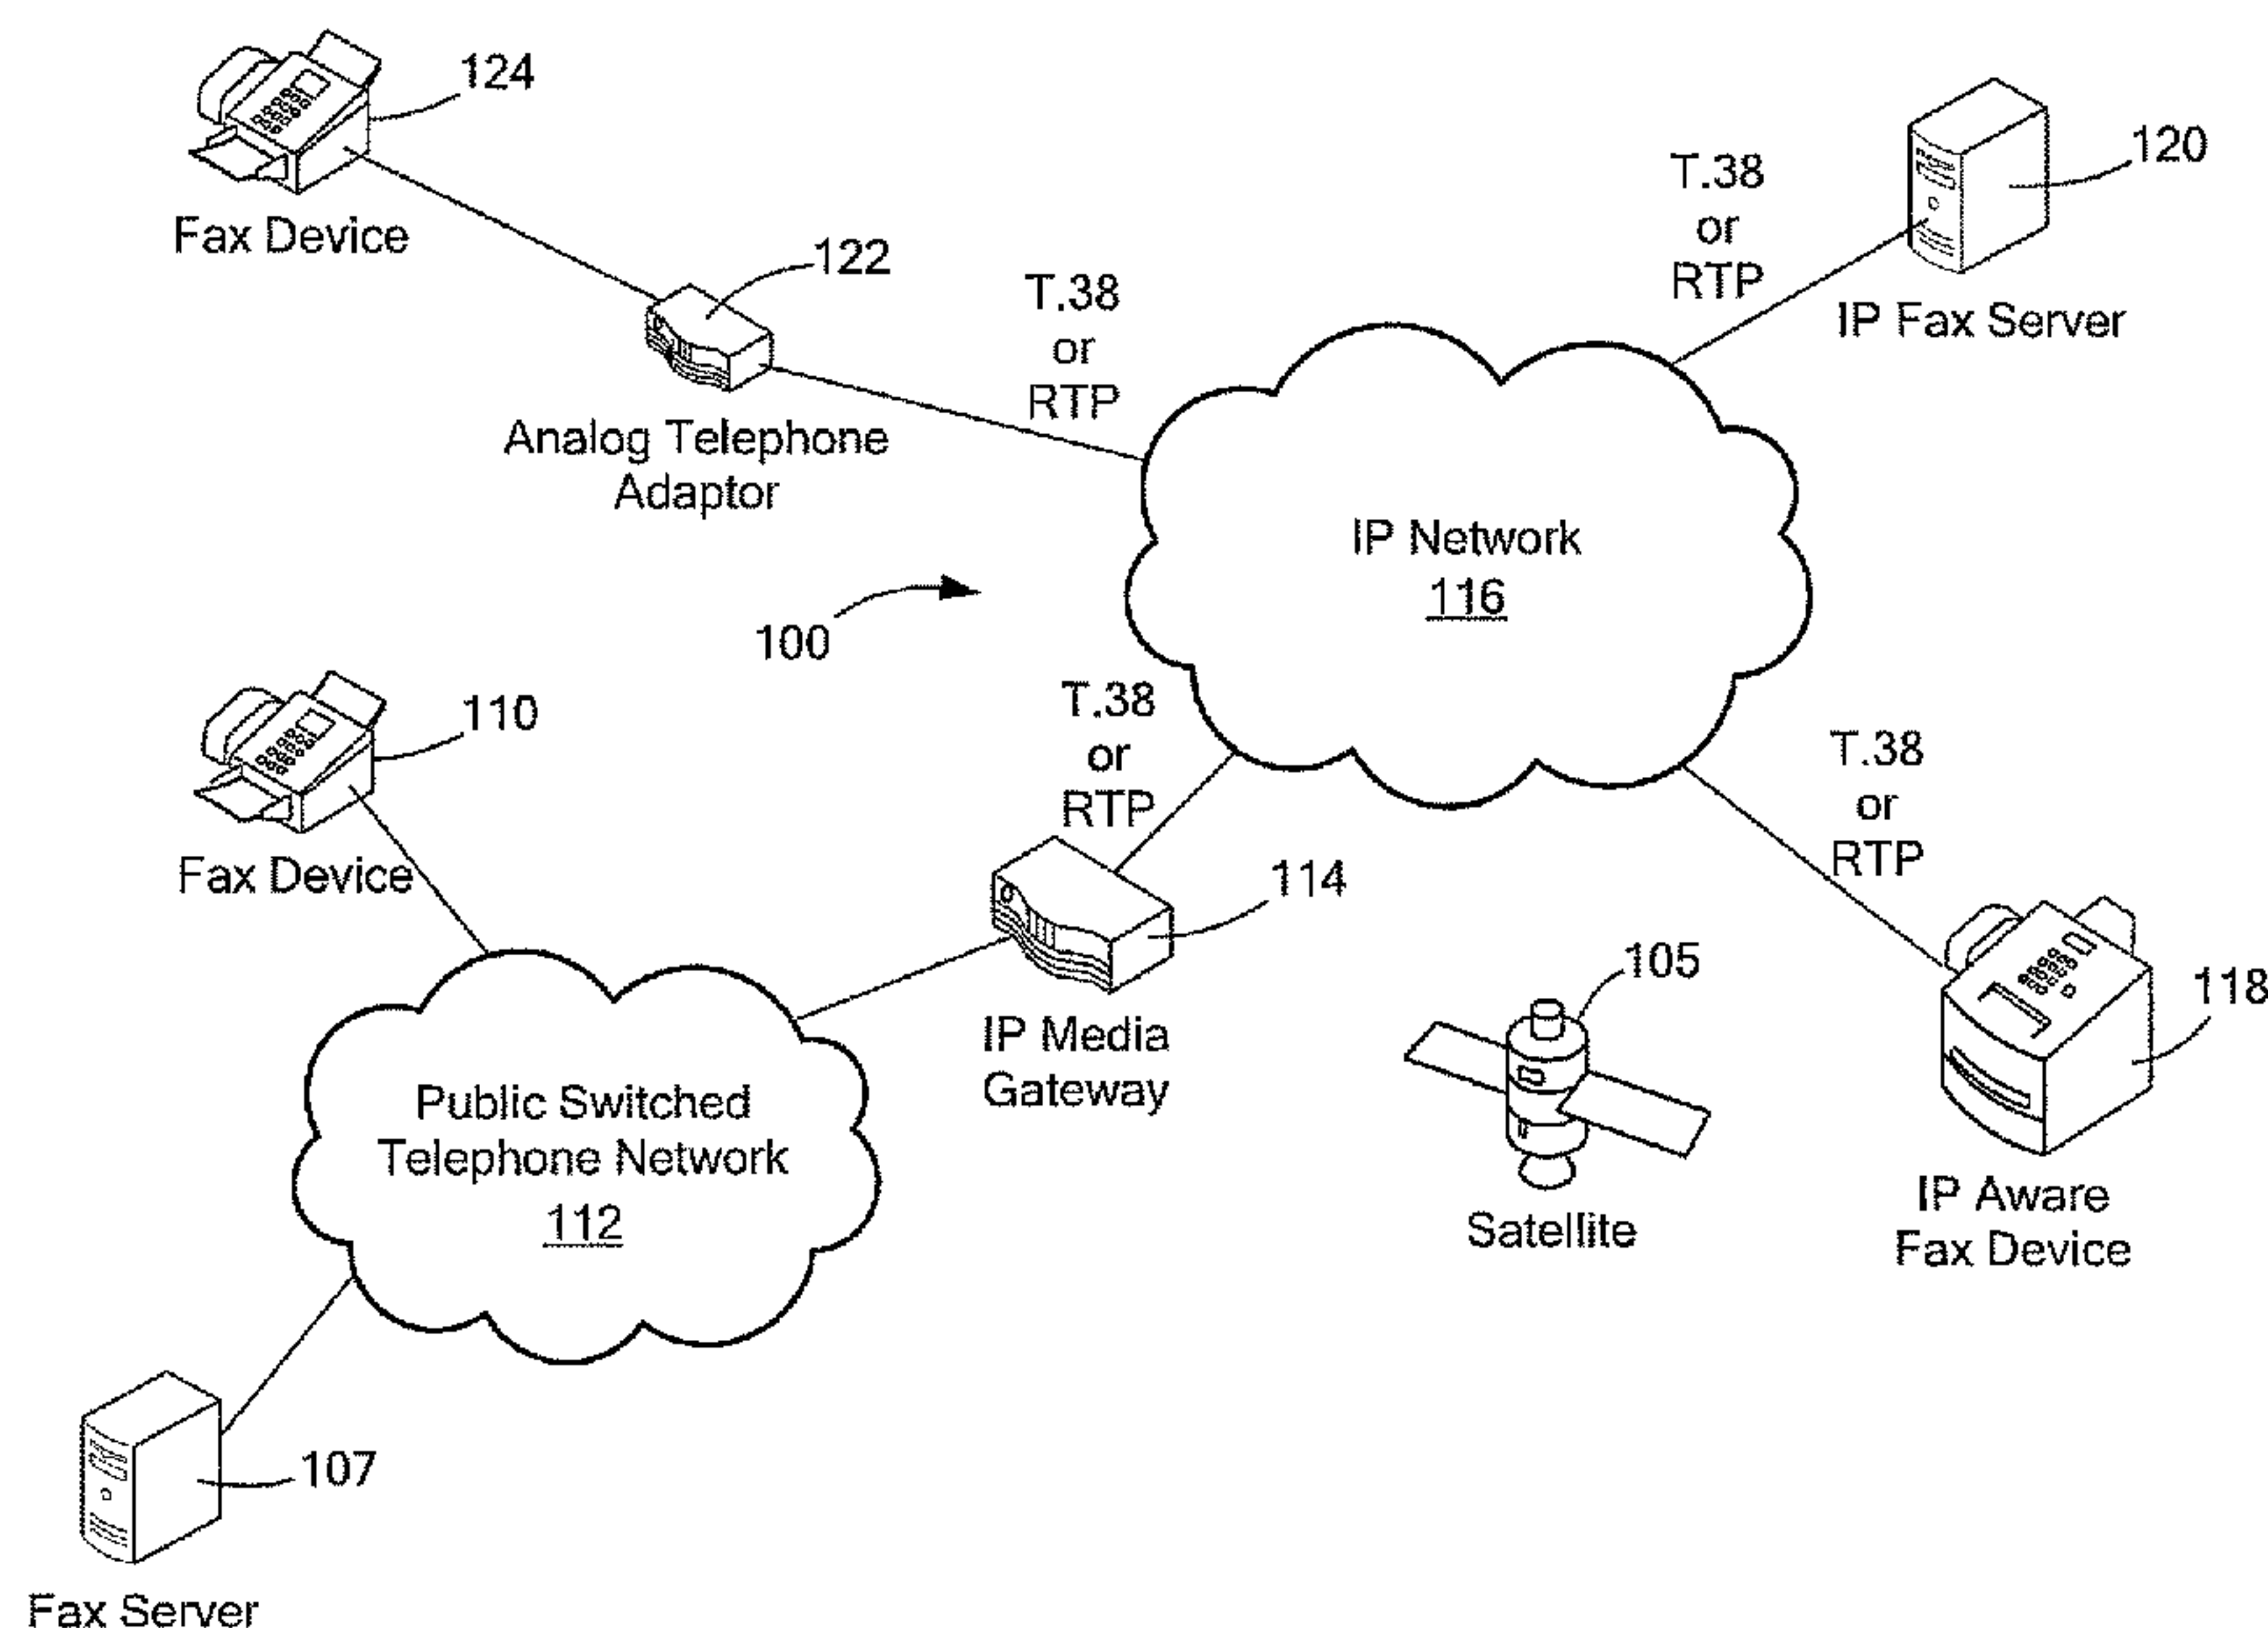 124
Fax Device
122
Analog Telephone
Adaptor
T.38
or
RTP
T.38
or
RTP
120
IP Fax Server
IP Network
116
100
110
Fax Device
T.38
or
RTP
114
IP Media
Gateway
T.38
or
RTP
118
IP Aware
Fax Device
105
Satellite
Public Switched
Telephone Network
112
107
Fax Server